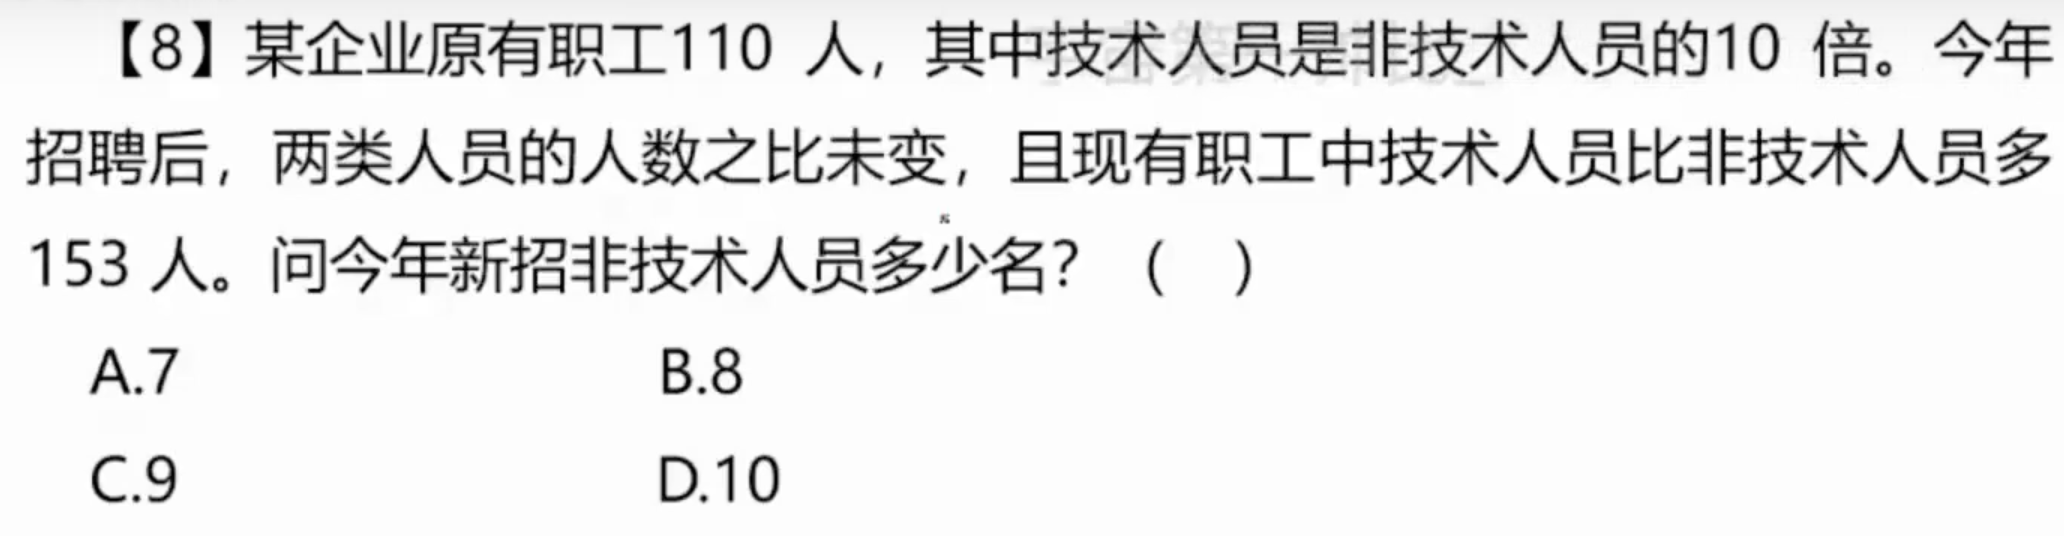 【8】某企业原有职工110 人，其中技术人员是非技术人员的10 倍。今年
招聘后，两类人员的人数之比未变，且现有职工中技术人员比非技术人员多
153 人。问今年新招非技术人员多少名？（ ）
A.7 B.8
C.9 D.10